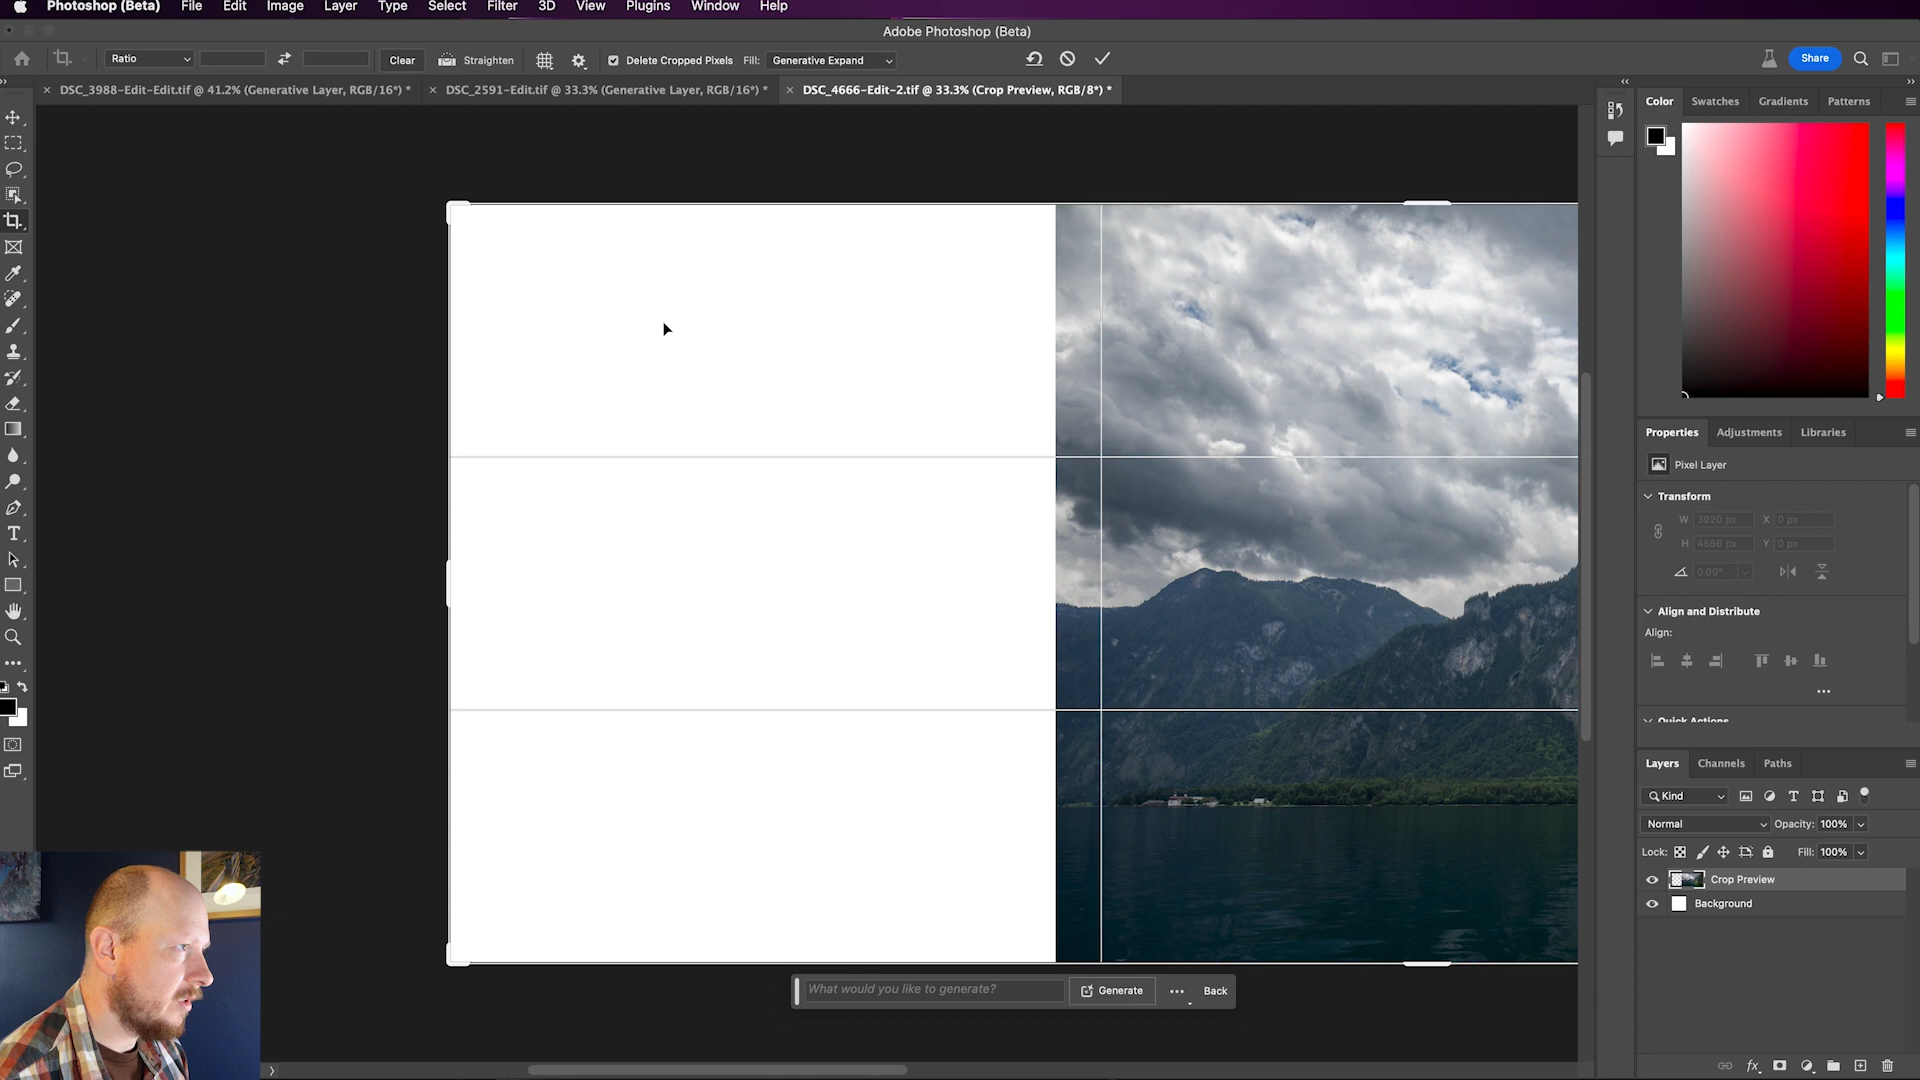 Photoshop (Beta) File Edit Image Layer Type Select Filter 3D View Plugins Window Help
Adobe Photoshop (Beta)
Ratio Clear Straighten Delete Cropped Pixels Fill: Generative Expand Share
DSC_3988-Edit-Edit.tif @ 41.2% (Generative Layer, RGB/16*) * DSC_2591-Edit.tif @ 33.3% (Generative Layer, RGB/16*) * DSC_4666-Edit-2.tif @ 33.3% (Crop Preview, RGB/8*) *
Color Swatches Gradients Patterns
Properties Adjustments Libraries
Pixel Layer
Transform
W 3920 px X 0 px
H 4556 px Y 0 px
0.00°
Align and Distribute
Align:
Quick Actions
Layers Channels Paths
Kind
Normal Opacity: 100%
Lock: Fill: 100%
Crop Preview
Background
What would you like to generate? Generate Back